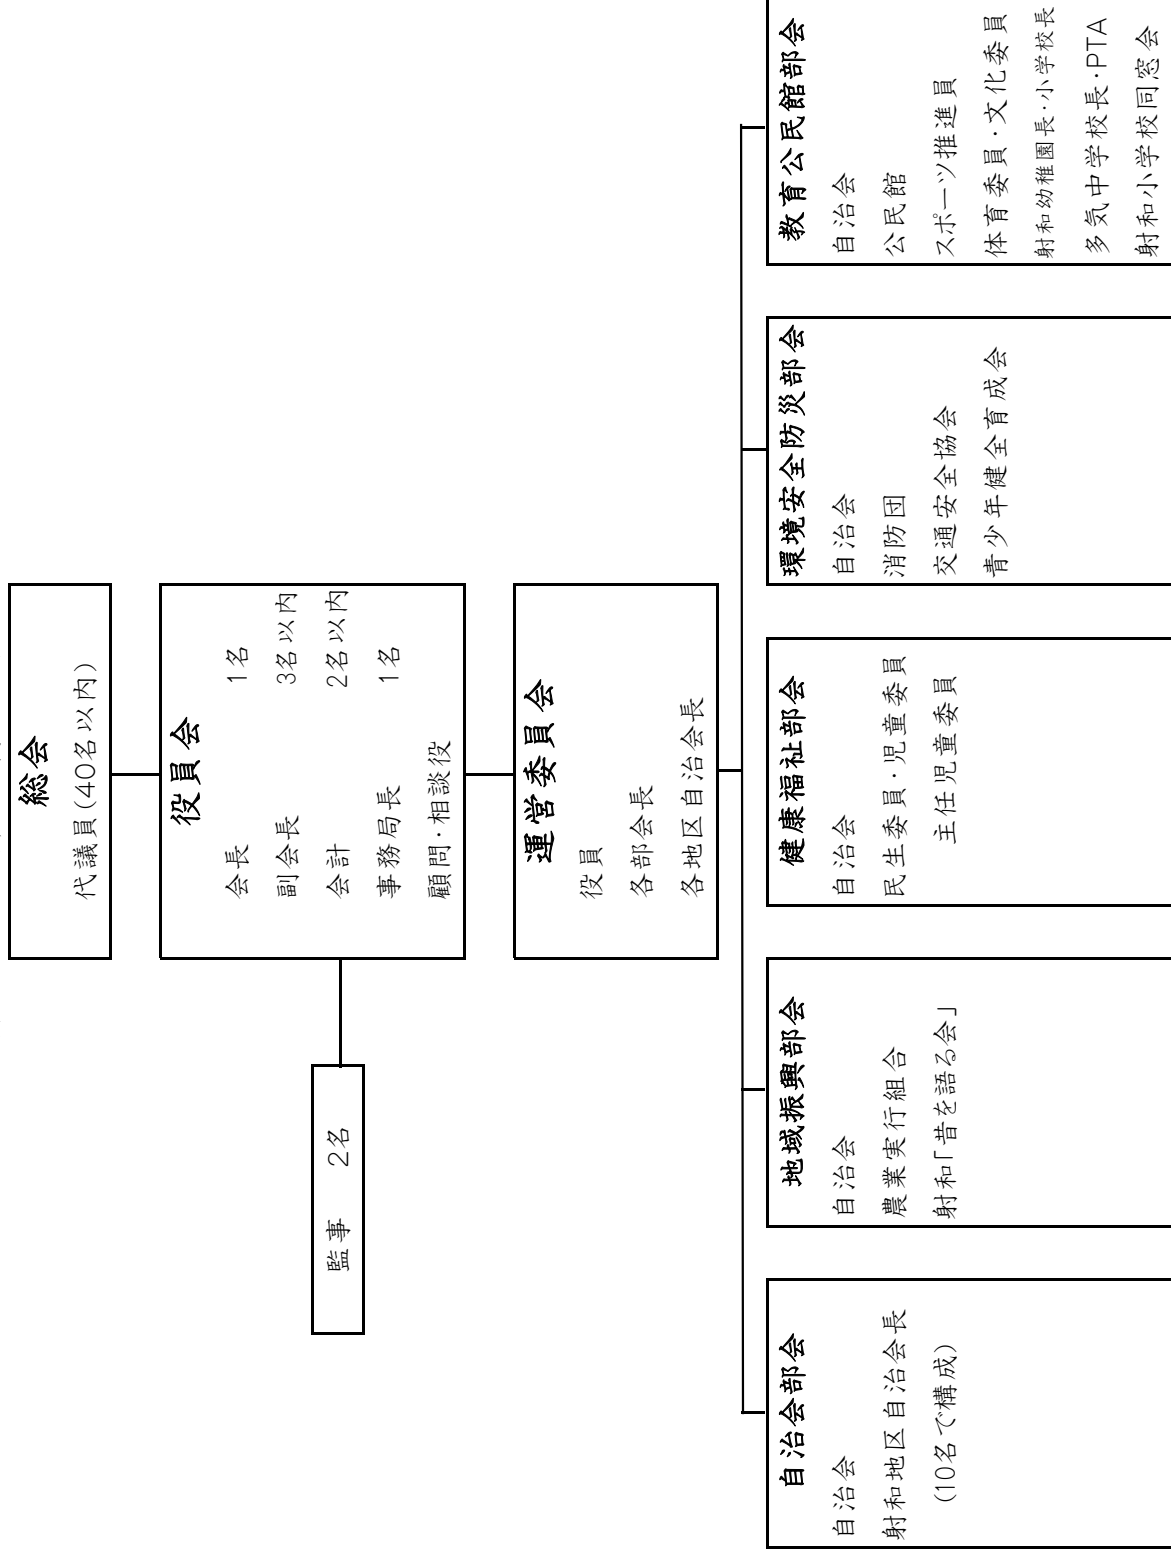 総会
代議員(40名以内)
役員会
会長 1名
副会長 3名以内
会計 2名以内
事務局長 1名
顧問・相談役
監事 2名
運営委員会
役員
各部会長
各地区自治会長
自治会部会
自治会
射和地区自治会長
(10名で構成)
地域振興部会
自治会
農業実行組合
射和「昔を語る会」
健康福祉部会
自治会
民生委員・児童委員
主任児童委員
環境安全防災部会
自治会
消防団
交通安全協会
青少年健全育成会
教育公民館部会
自治会
公民館
スポーツ推進員
体育委員・文化委員
射和幼稚園長・小学校長
多気中学校長・PTA
射和小学校同窓会